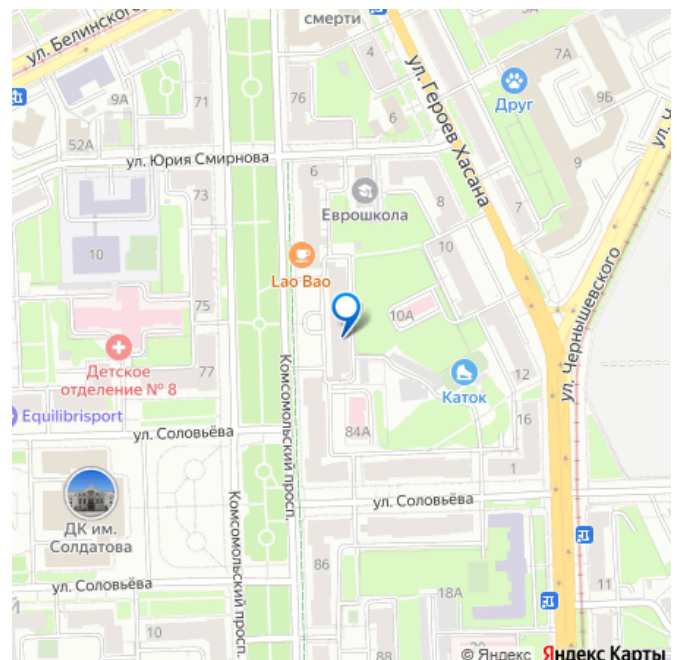 смерти
ул. Белинского
4
7А
76
ул. Героев Хасана
Друг
9Б
9А
71
6
ул. Ч
52А
9
ул. Юрия Смирнова
6
73
Еврошкола
8
7
10
10
Lao Bao
ул. Чернышевского
75
10А
Детское
отделение № 8
77
Комсомольский просп.
Каток
12
Equilibrisport
ул. Соловьёва
84А
16
1
ДК им.
Солдатова
Комсомольский просп.
ул. Соловьёва
86
ул. Соловьёва
18А
11
10
88
© Яндекс Яндекс Карты